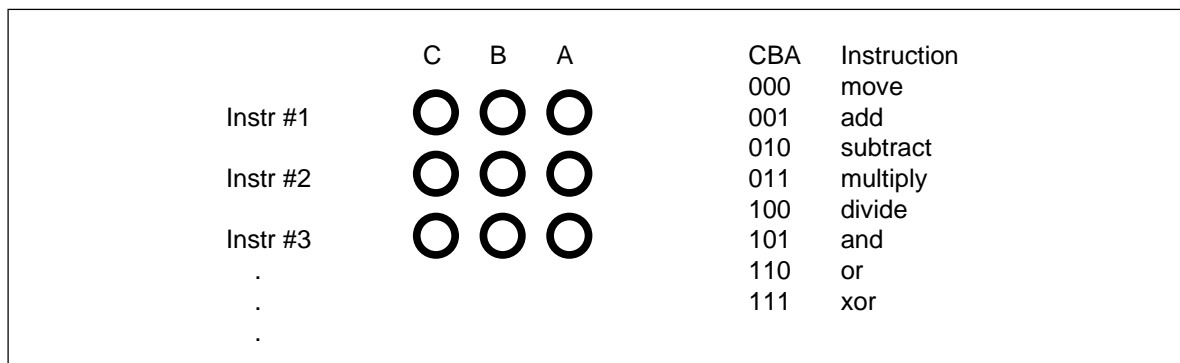 C B A
Instr #1
Instr #2
Instr #3
.
.
.
CBA Instruction
000 move
001 add
010 subtract
011 multiply
100 divide
101 and
110 or
111 xor